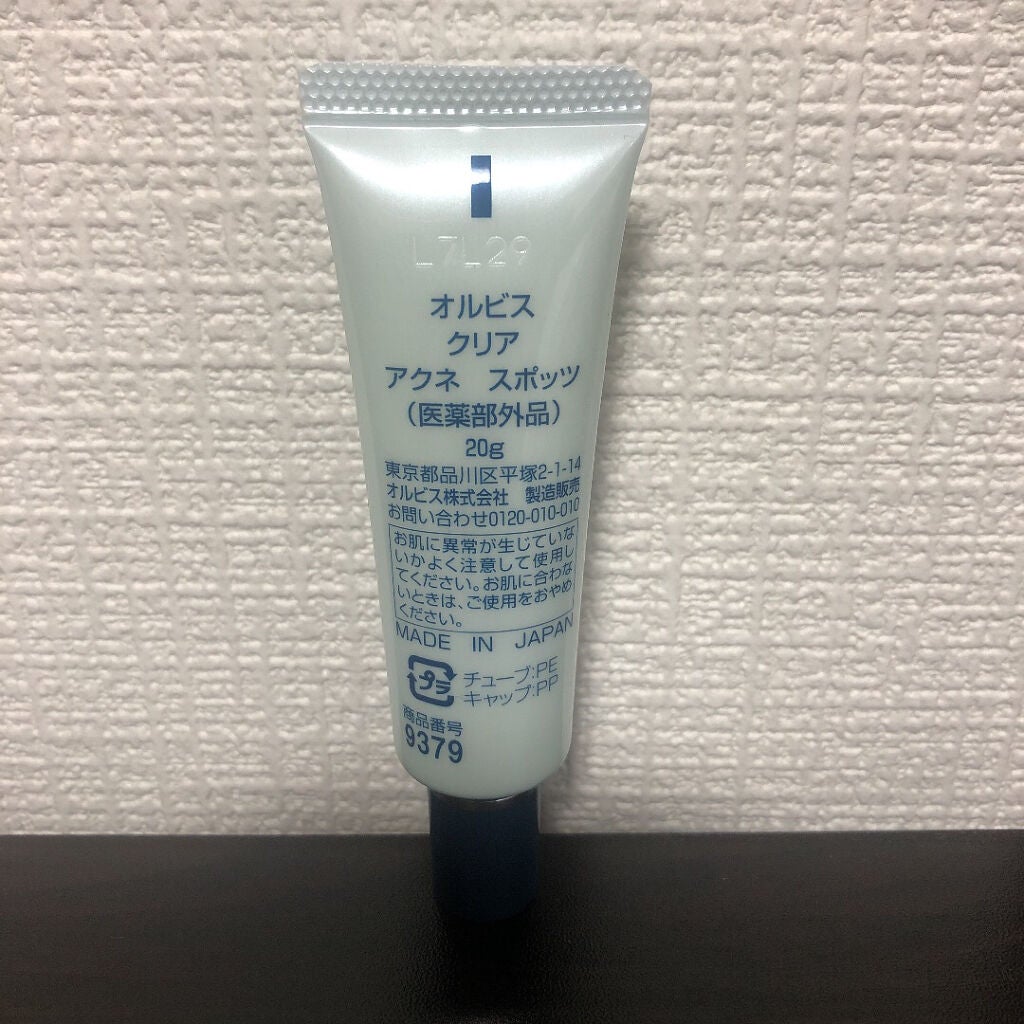 L7L29
オルビス
クリア
アクネ　スポッツ
（医薬部外品）
20g
東京都品川区平塚2-1-14
オルビス株式会社　製造販売
お問い合わせ0120-010-010
お肌に異常が生じていな
いかよく注意して使用し
てください。お肌に合わな
いときは、ご使用をおやめ
ください。
MADE IN JAPAN
プラ
チューブ:PE
キャップ:PP
商品番号
9379